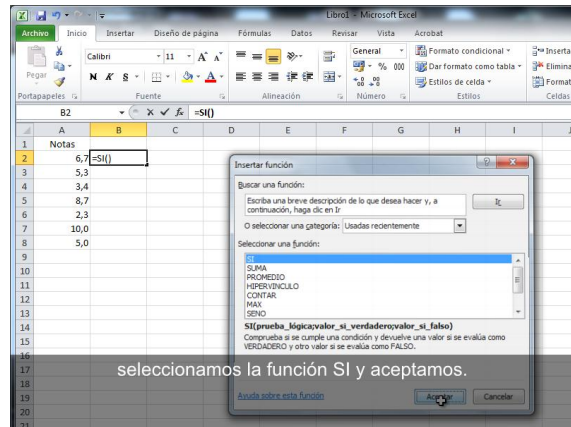 Libro1 - Microsoft Excel
Archivo Inicio Insertar Diseño de página Fórmulas Datos Revisar Vista Acrobat
Calibri 11 A A General Formato condicional Inserta
Pegar N K S A % 000 Dar formato como tabla Elimina
Estilos de celda Format
Portapapeles Fuente Alineación Número Estilos Celdas
B2 fx =SI()
A B C D E F G H I J
1 Notas
2 6,7 =SI()
3 5,3
4 3,4
5 8,7
6 2,3
7 10,0
8 5,0
9
10
11
12
13
14
15
16
17
18
19
20
21
Insertar función
Buscar una función:
Escriba una breve descripción de lo que desea hacer y, a
continuación, haga clic en Ir
Ir
O seleccionar una categoría: Usadas recientemente
Seleccionar una función:
SI
SUMA
PROMEDIO
HIPERVINCULO
CONTAR
MAX
SENO
SI(prueba_lógica;valor_si_verdadero;valor_si_falso)
Comprueba si se cumple una condición y devuelve una valor si se evalúa como
VERDADERO y otro valor si se evalúa como FALSO.
seleccionamos la función SI y aceptamos.
Ayuda sobre esta función
Aceptar Cancelar